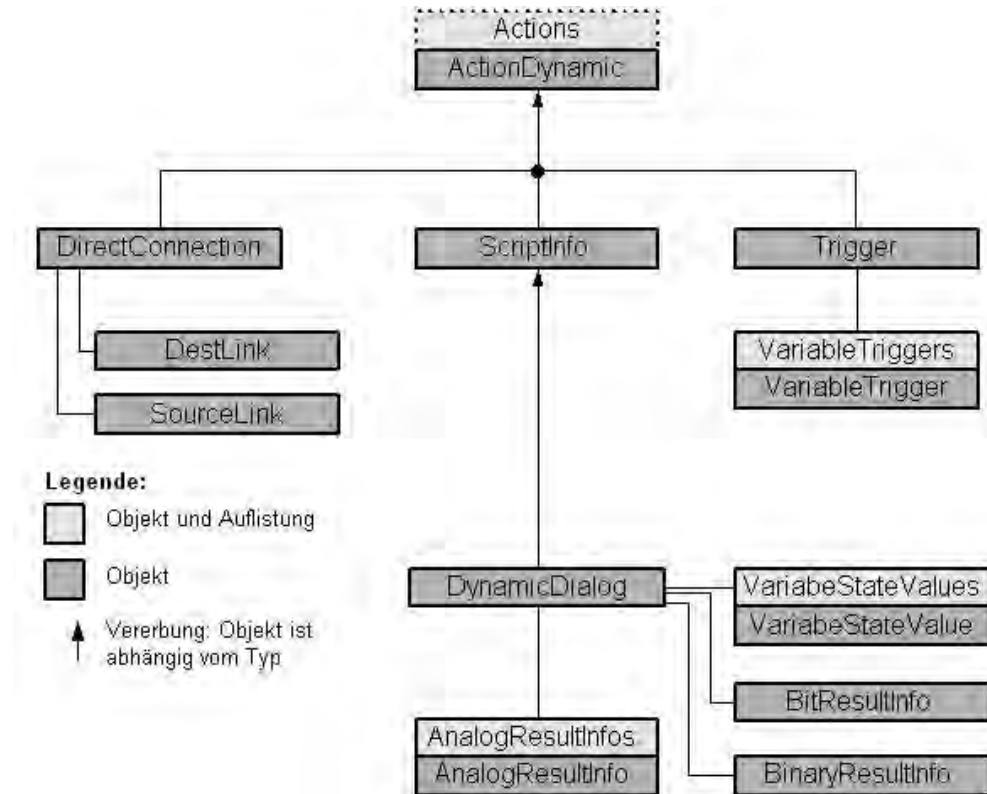 Actions
ActionDynamic
DirectConnection
ScriptInfo
Trigger
DestLink
SourceLink
VariableTriggers
VariableTrigger
Legende:
Objekt und Auflistung
Objekt
Vererbung: Objekt ist
abhängig vom Typ
DynamicDialog
VariabeStateValues
VariabeStateValue
BitResultInfo
AnalogResultInfos
AnalogResultInfo
BinaryResultInfo